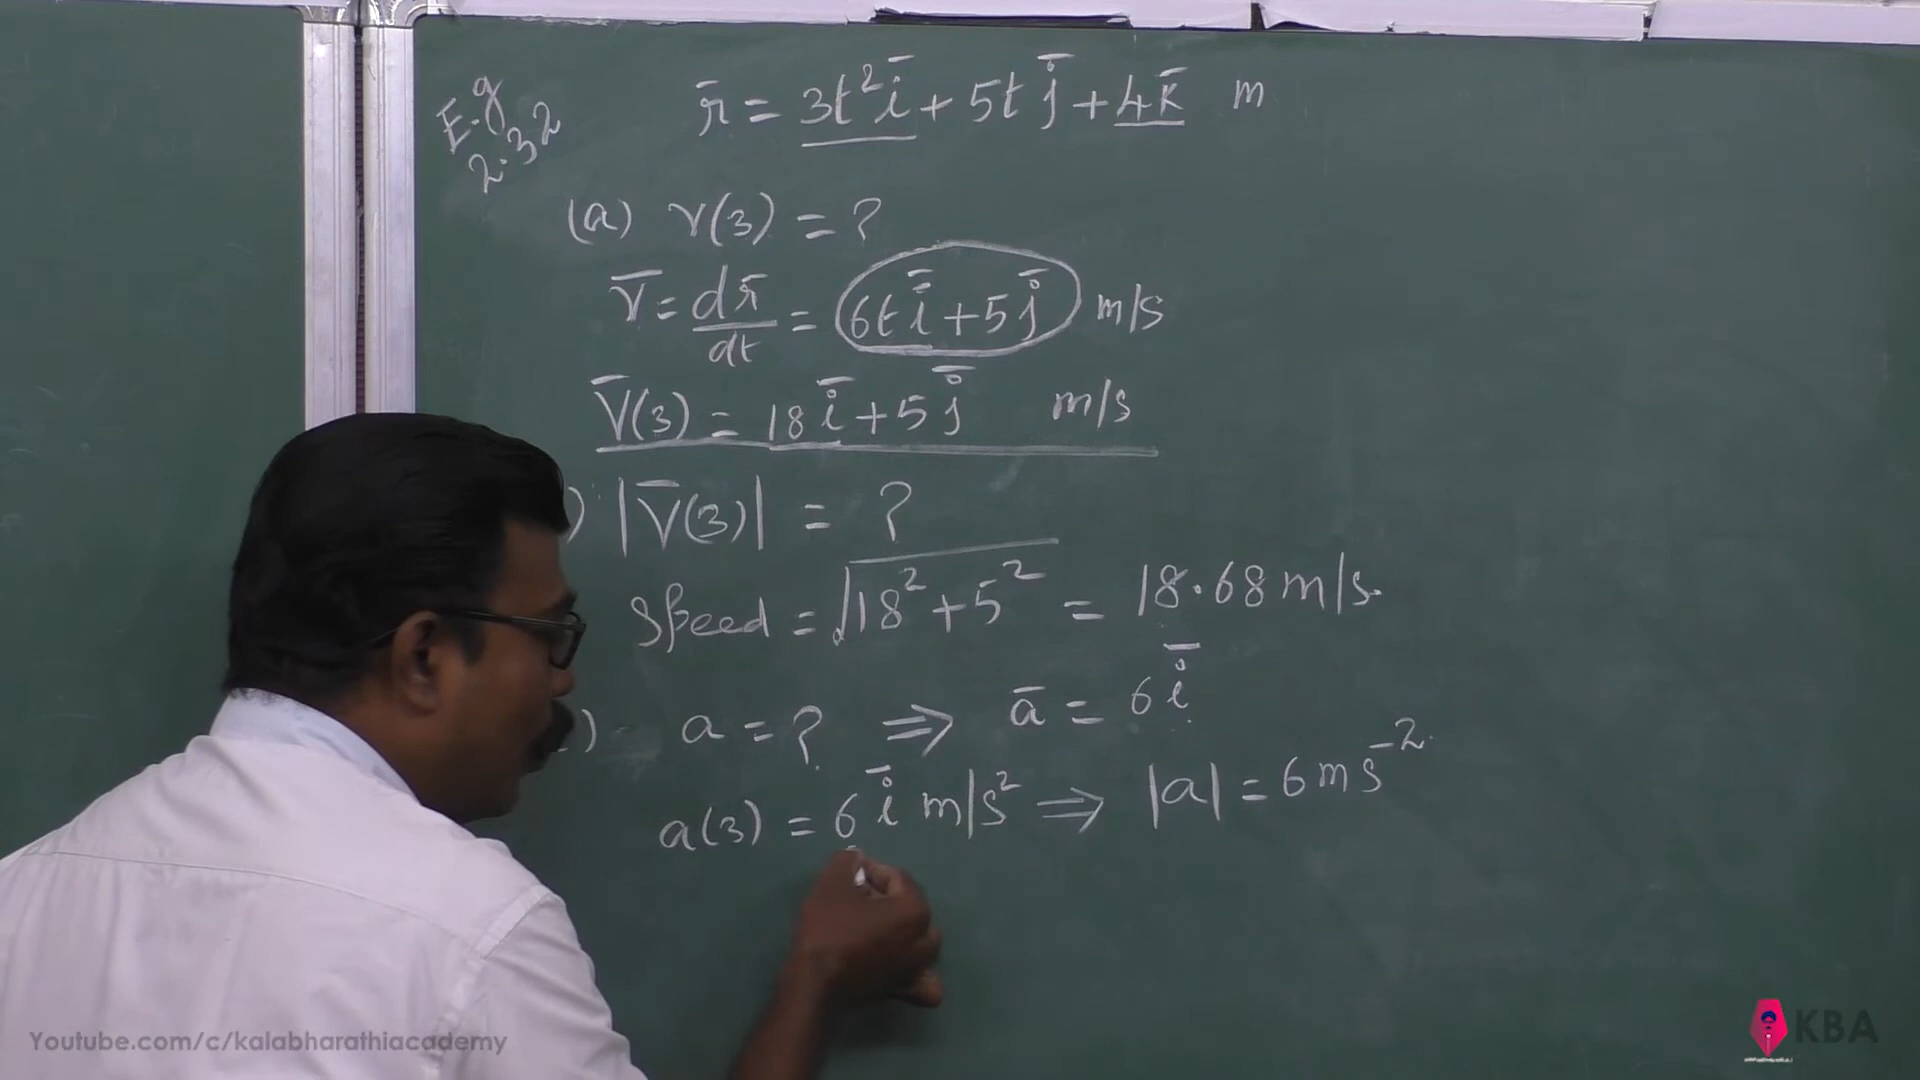 E.g
2.32
r̄ = 3t²ī + 5t j̄ + 4k̄ m
(a) v(3) = ?
v̄ = dr̄/dt = 6t ī + 5 j̄ m/s
v̄(3) = 18 ī + 5 j̄ m/s
) |v̄(3)| = ?
Speed = √18² + 5² = 18.68 m/s.
) a = ? ⇒ ā = 6 ī
a(3) = 6 ī m/s² ⇒ |a| = 6 m s⁻²
Youtube.com/c/kalabharathiacademy
KBA